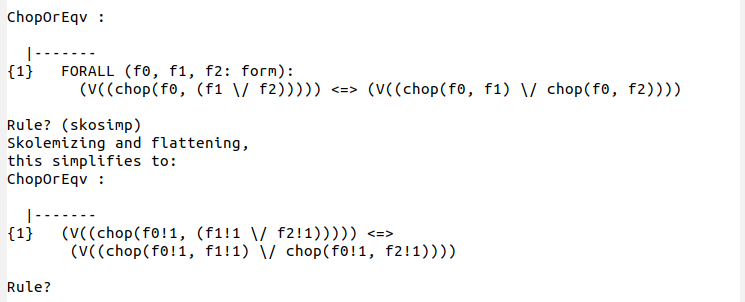 ChopOrEqv :
|-------
{1}   FORALL (f0, f1, f2: form):
(V((chop(f0, (f1 \/ f2))))) <=> (V((chop(f0, f1) \/ chop(f0, f2))))
Rule? (skosimp)
Skolemizing and flattening,
this simplifies to:
ChopOrEqv :
|-------
{1}   (V((chop(f0!1, (f1!1 \/ f2!1))))) <=>
(V((chop(f0!1, f1!1) \/ chop(f0!1, f2!1))))
Rule?